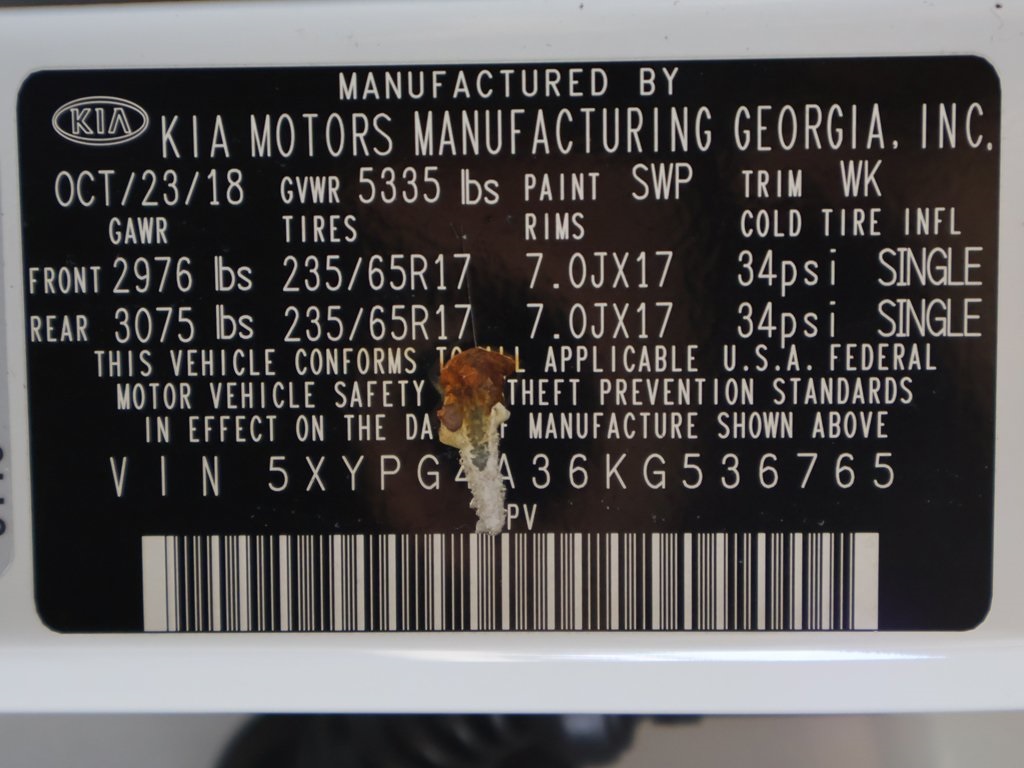 MANUFACTURED BY
KIA KIA MOTORS MANUFACTURING GEORGIA, INC.
OCT/23/18 GVWR 5335 lbs PAINT SWP TRIM WK
GAWR TIRES RIMS COLD TIRE INFL
FRONT 2976 lbs 235/65R17 7.0JX17 34psi SINGLE
REAR 3075 lbs 235/65R17 7.0JX17 34psi SINGLE
THIS VEHICLE CONFORMS APPLICABLE U.S.A. FEDERAL
MOTOR VEHICLE SAFETY THEFT PREVENTION STANDARDS
IN EFFECT ON THE MANUFACTURE SHOWN ABOVE
VIN 5XYPG4A36KG536765